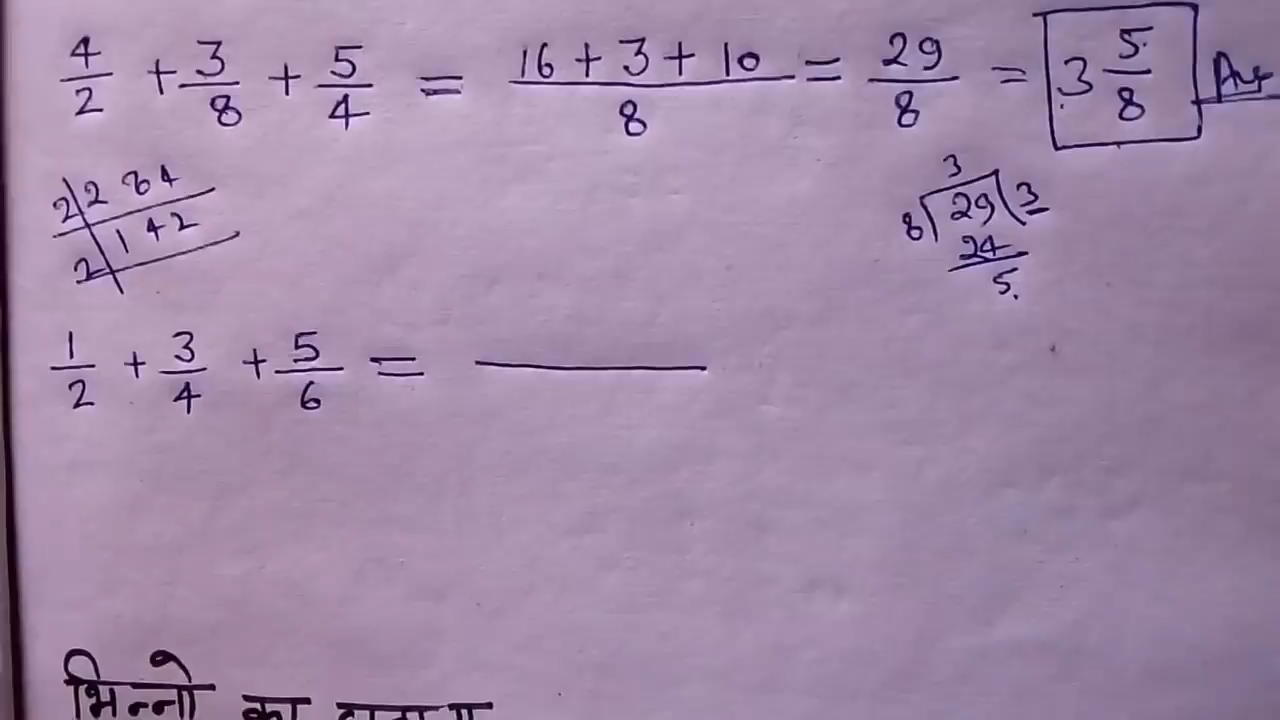 4/2 + 3/8 + 5/4 = 16 + 3 + 10/8 = 29/8 = 3 5/8 Ans
2 | 2 8 4
2 | 1 4 2
3
8 29 3
24
5.
1/2 + 3/4 + 5/6 =
भिन्नो का